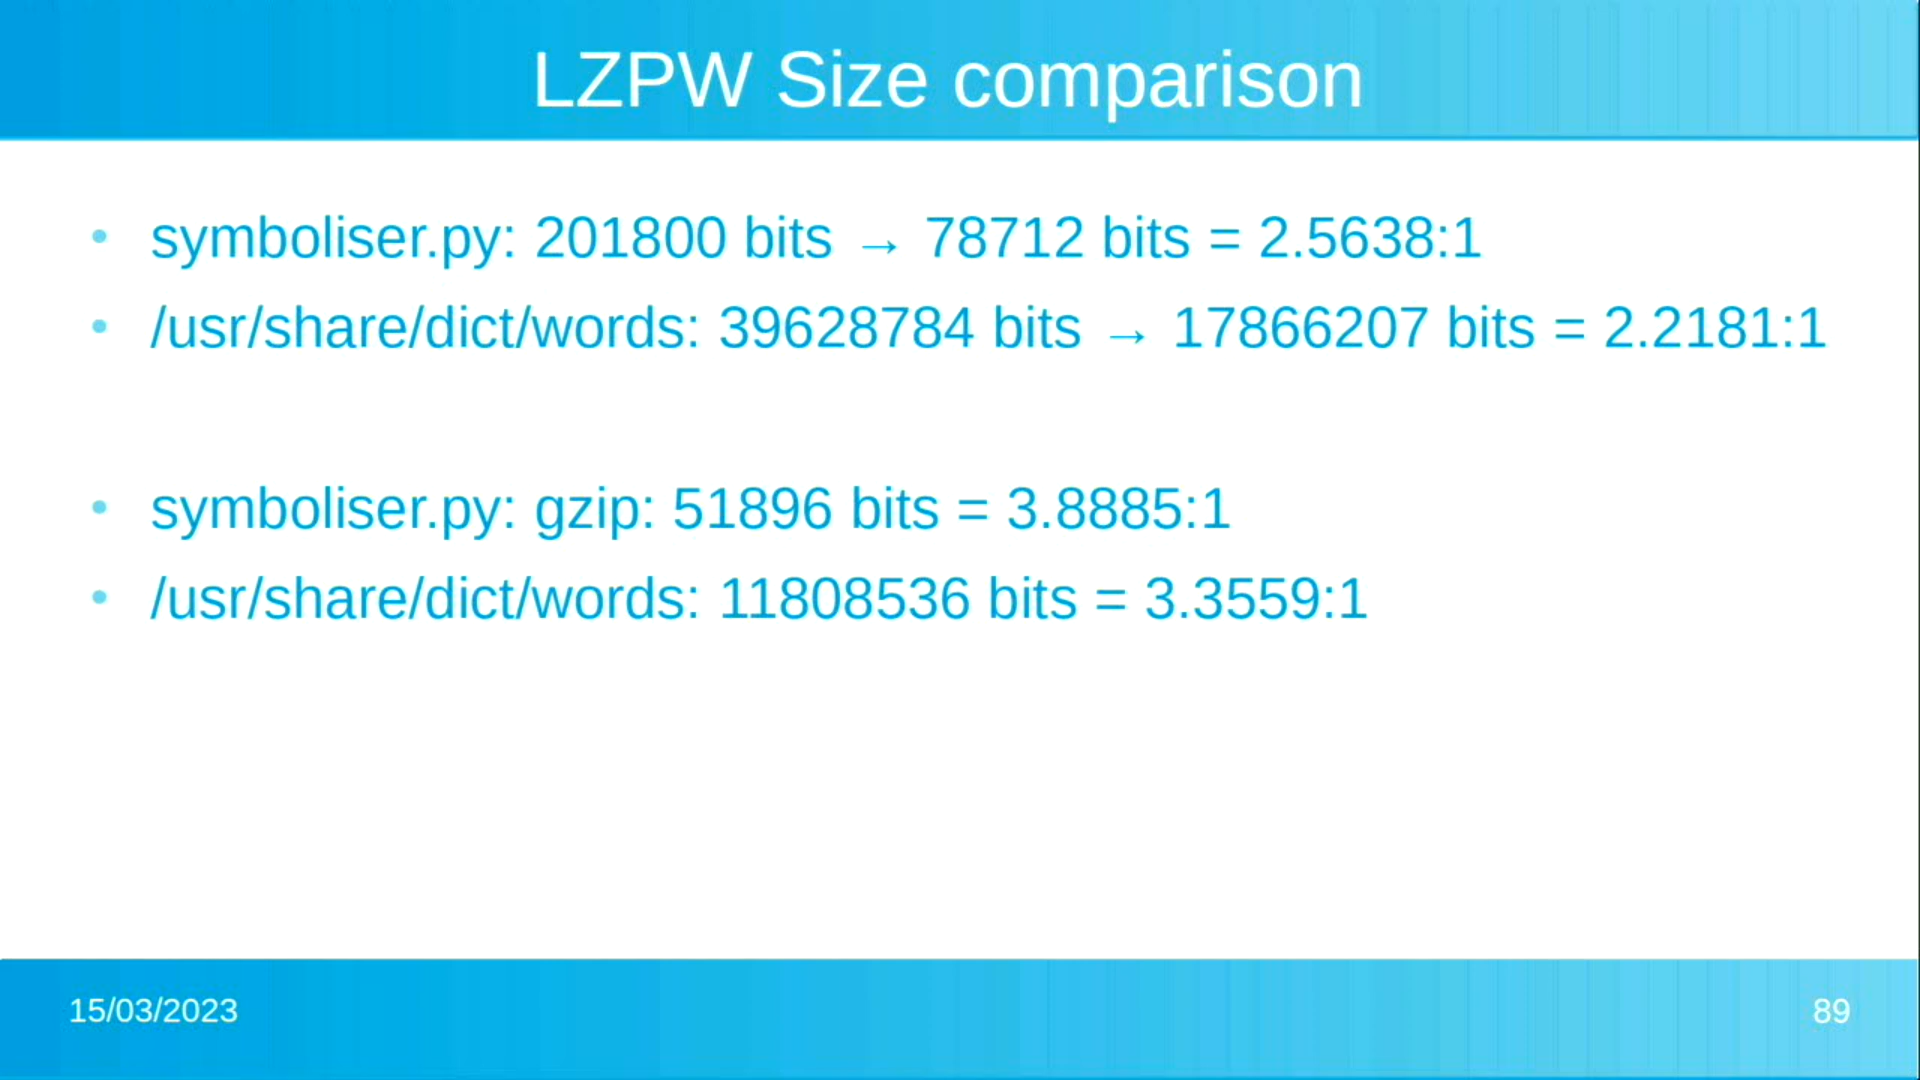 LZPW Size comparison
• symboliser.py: 201800 bits → 78712 bits = 2.5638:1
• /usr/share/dict/words: 39628784 bits → 17866207 bits = 2.2181:1
• symboliser.py: gzip: 51896 bits = 3.8885:1
• /usr/share/dict/words: 11808536 bits = 3.3559:1
15/03/2023
89